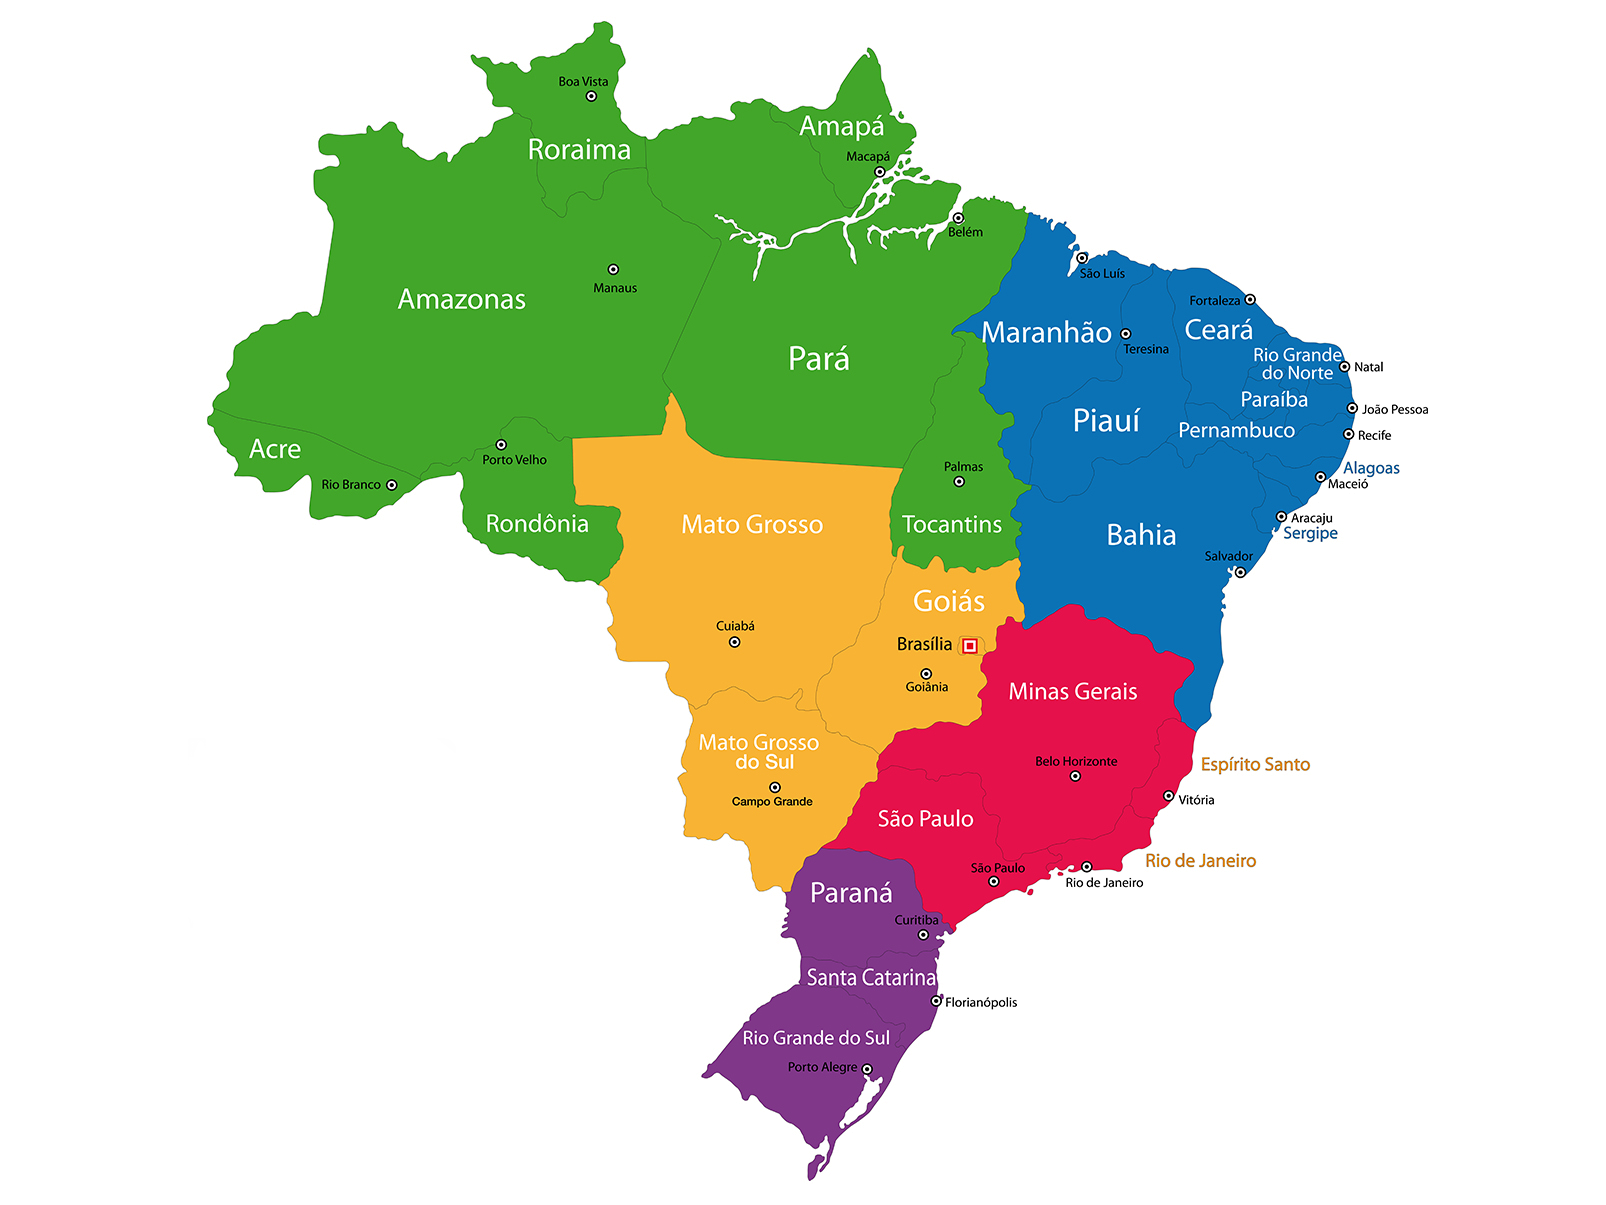 Boa Vista
Roraima
Amapá
Macapá
Belém
Manaus
Amazonas
São Luís
Fortaleza
Maranhão
Teresina
Ceará
Pará
Rio Grande
do Norte
Natal
Paraíba
João Pessoa
Piauí
Pernambuco
Recife
Acre
Porto Velho
Rio Branco
Palmas
Alagoas
Maceió
Rondônia
Mato Grosso
Tocantins
Bahia
Aracaju
Sergipe
Salvador
Goiás
Cuiabá
Brasília
Goiânia
Minas Gerais
Mato Grosso
do Sul
Campo Grande
Belo Horizonte
Espírito Santo
Vitória
São Paulo
São Paulo
Rio de Janeiro
Rio de Janeiro
Paraná
Curitiba
Santa Catarina
Florianópolis
Rio Grande do Sul
Porto Alegre